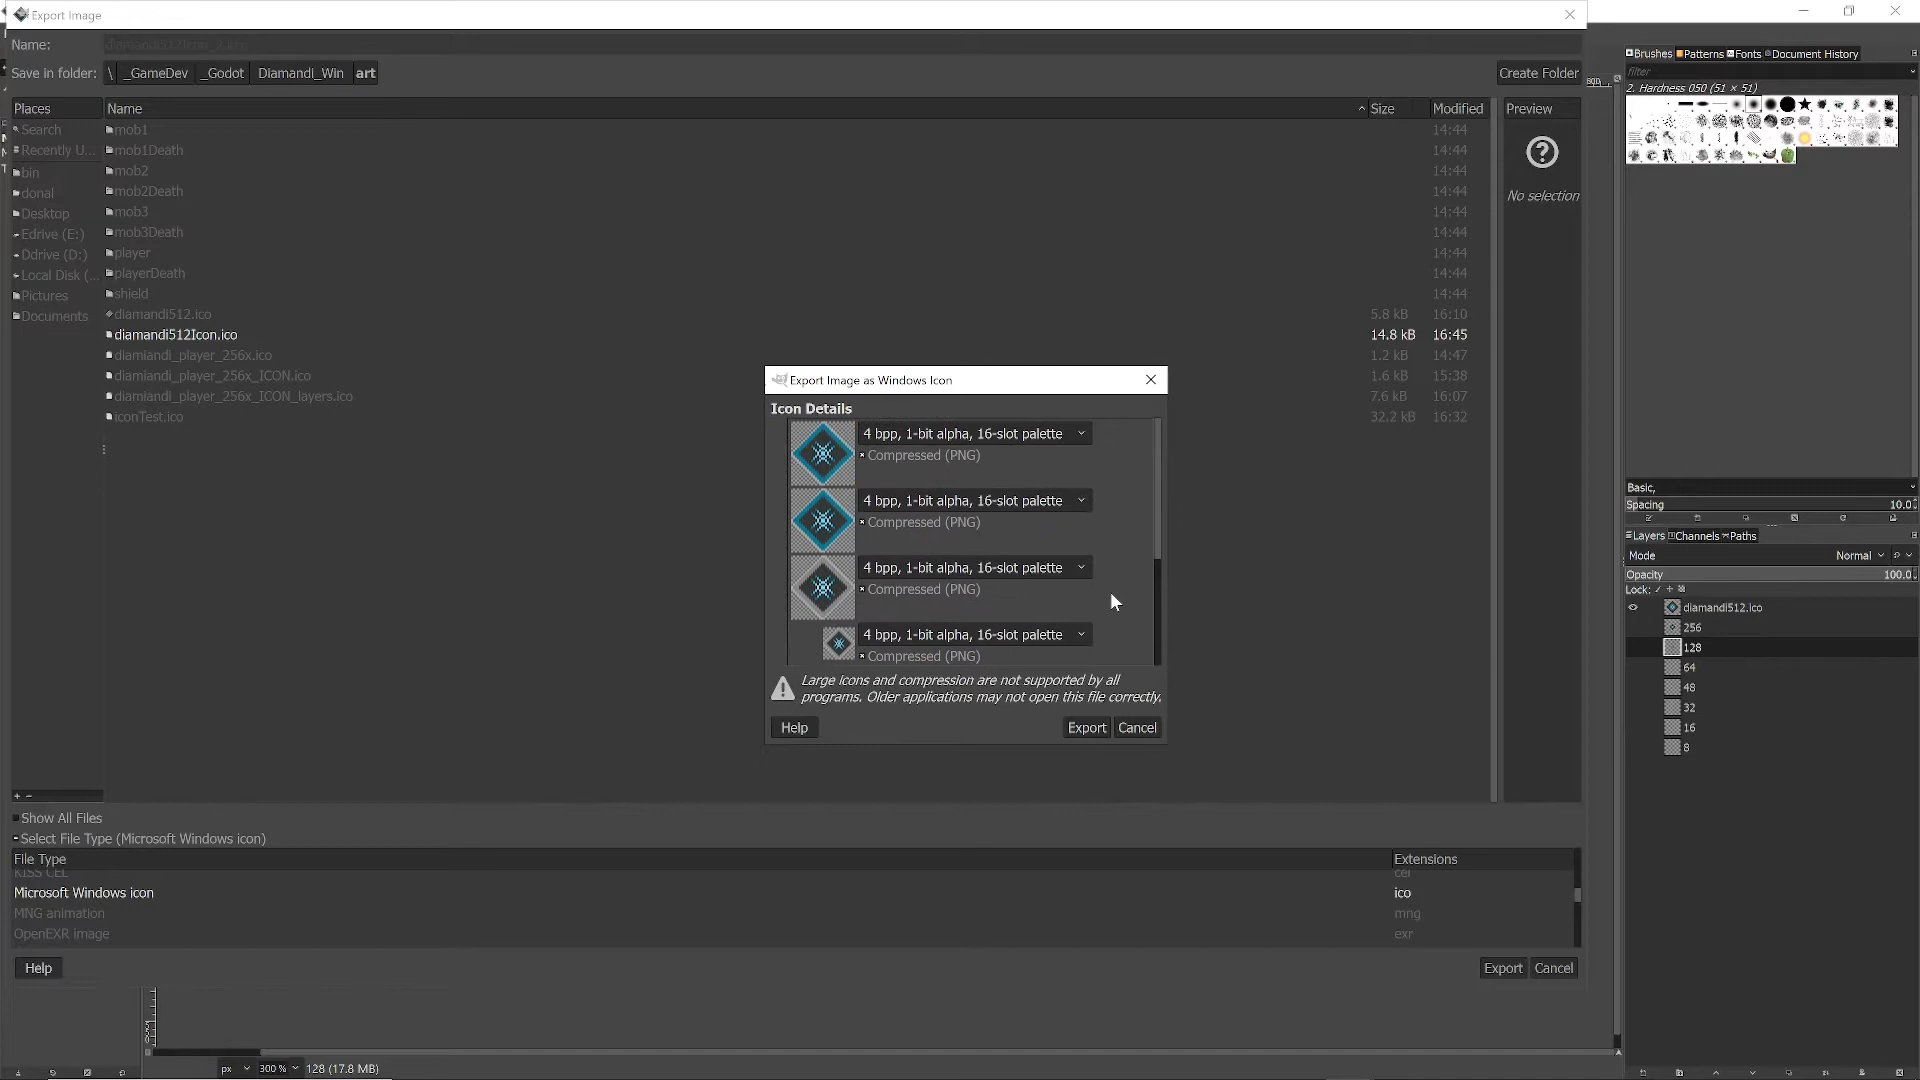 Export Image
Name: diamandi512Icon_2.ico
Save in folder: \ _GameDev _Godot Diamandi_Win art Create Folder
Places
Search
Recently U...
bin
donal
Desktop
Edrive (E:)
Ddrive (D:)
Local Disk (...
Pictures
Documents
Name Size Modified
mob1 14:44
mob1Death 14:44
mob2 14:44
mob2Death 14:44
mob3 14:44
mob3Death 14:44
player 14:44
playerDeath 14:44
shield 14:44
diamandi512.ico 5.8 kB 16:10
diamandi512Icon.ico 14.8 kB 16:45
diamiandi_player_256x.ico 1.2 kB 14:47
diamiandi_player_256x_ICON.ico 1.6 kB 15:38
diamiandi_player_256x_ICON_layers.ico 7.6 kB 16:07
iconTest.ico 32.2 kB 16:32
Preview
No selection
Export Image as Windows Icon
Icon Details
4 bpp, 1-bit alpha, 16-slot palette
Compressed (PNG)
4 bpp, 1-bit alpha, 16-slot palette
Compressed (PNG)
4 bpp, 1-bit alpha, 16-slot palette
Compressed (PNG)
4 bpp, 1-bit alpha, 16-slot palette
Compressed (PNG)
Large icons and compression are not supported by all
programs. Older applications may not open this file correctly.
Help Export Cancel
Show All Files
Select File Type (Microsoft Windows icon)
File Type Extensions
KISS CEL cel
Microsoft Windows icon ico
MNG animation mng
OpenEXR image exr
Help Export Cancel
px 300 % 128 (17.8 MB)
Brushes Patterns Fonts Document History
filter
2. Hardness 050 (51 × 51)
Basic,
Spacing 10.0
Layers Channels Paths
Mode Normal
Opacity 100.0
Lock:
diamandi512.ico
256
128
64
48
32
16
8